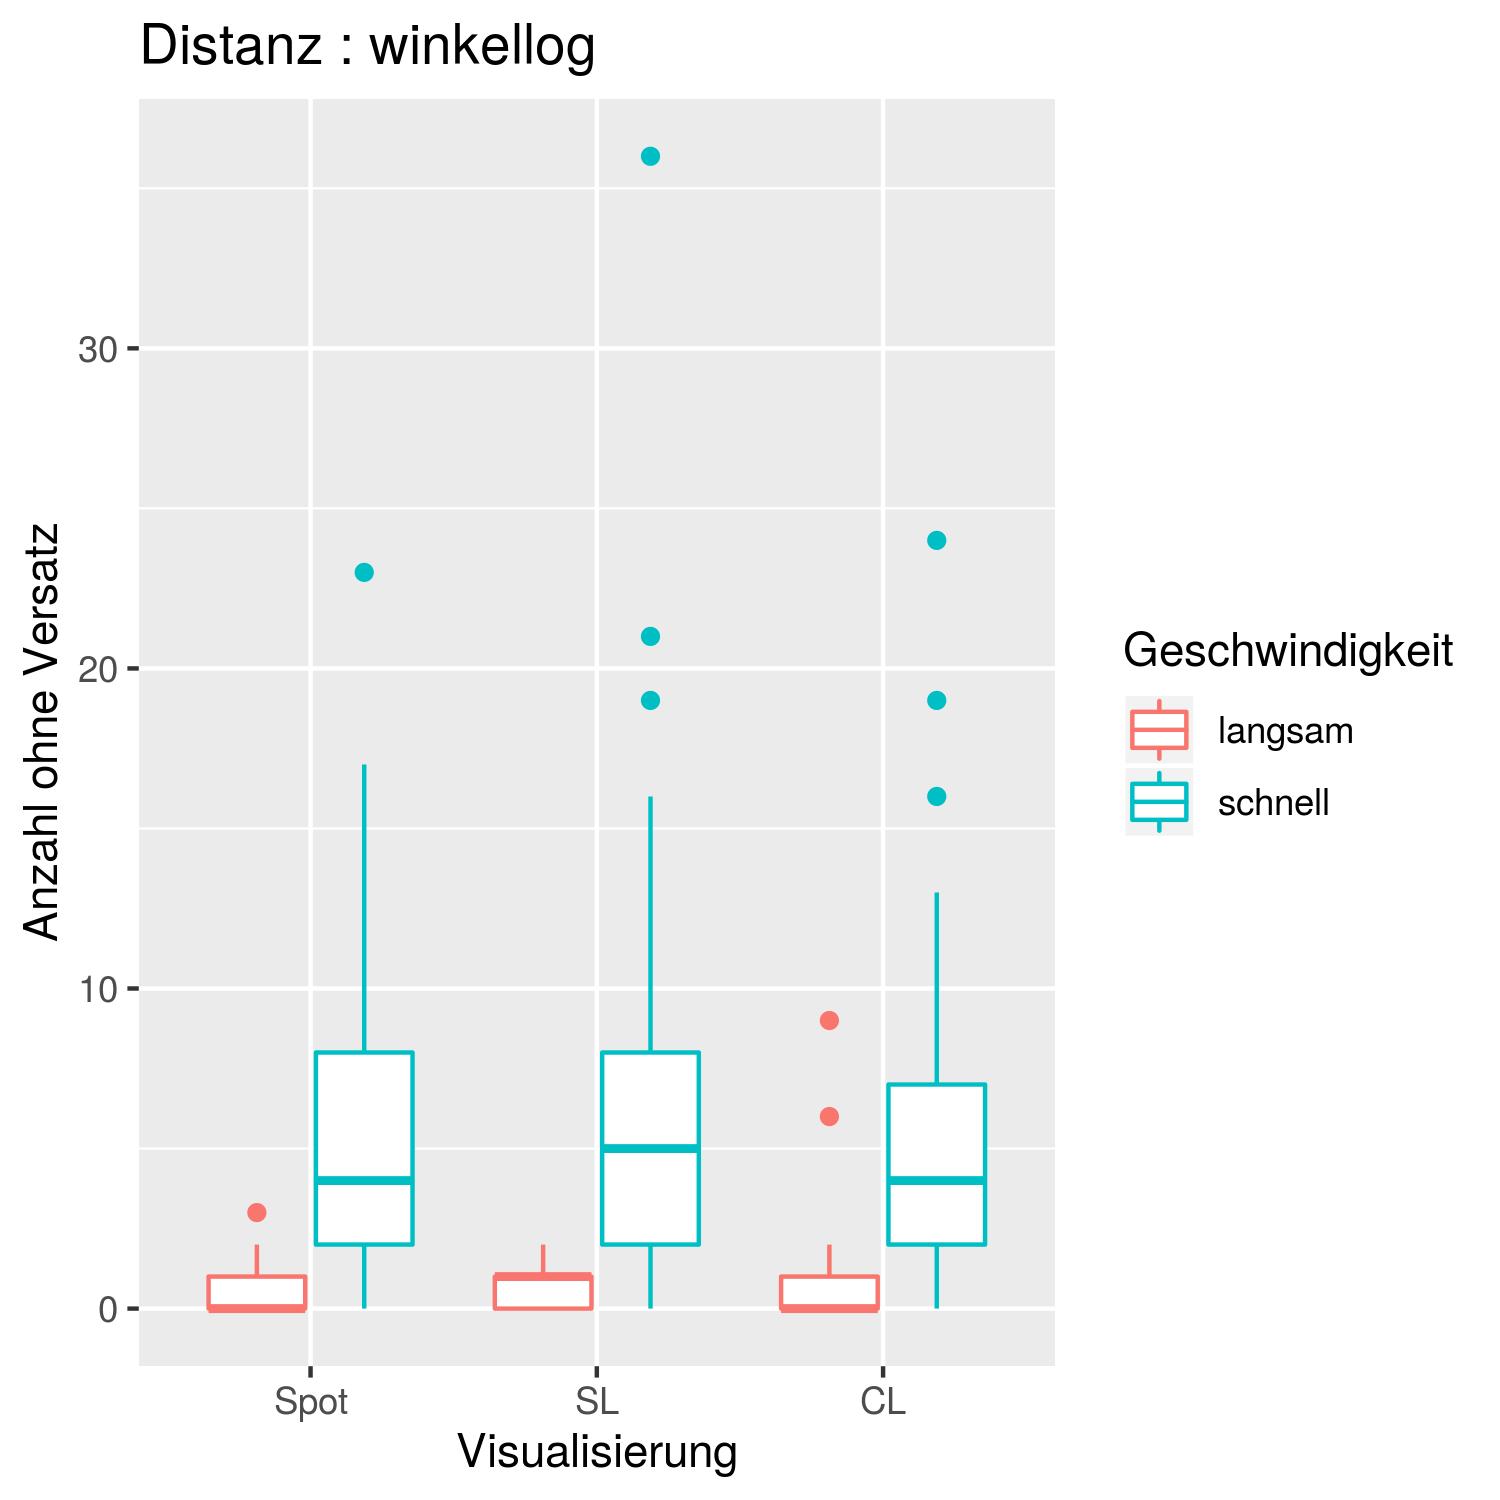 Distanz : winkellog
Anzahl ohne Versatz
30
20
10
0
Spot SL CL
Visualisierung
Geschwindigkeit
langsam
schnell